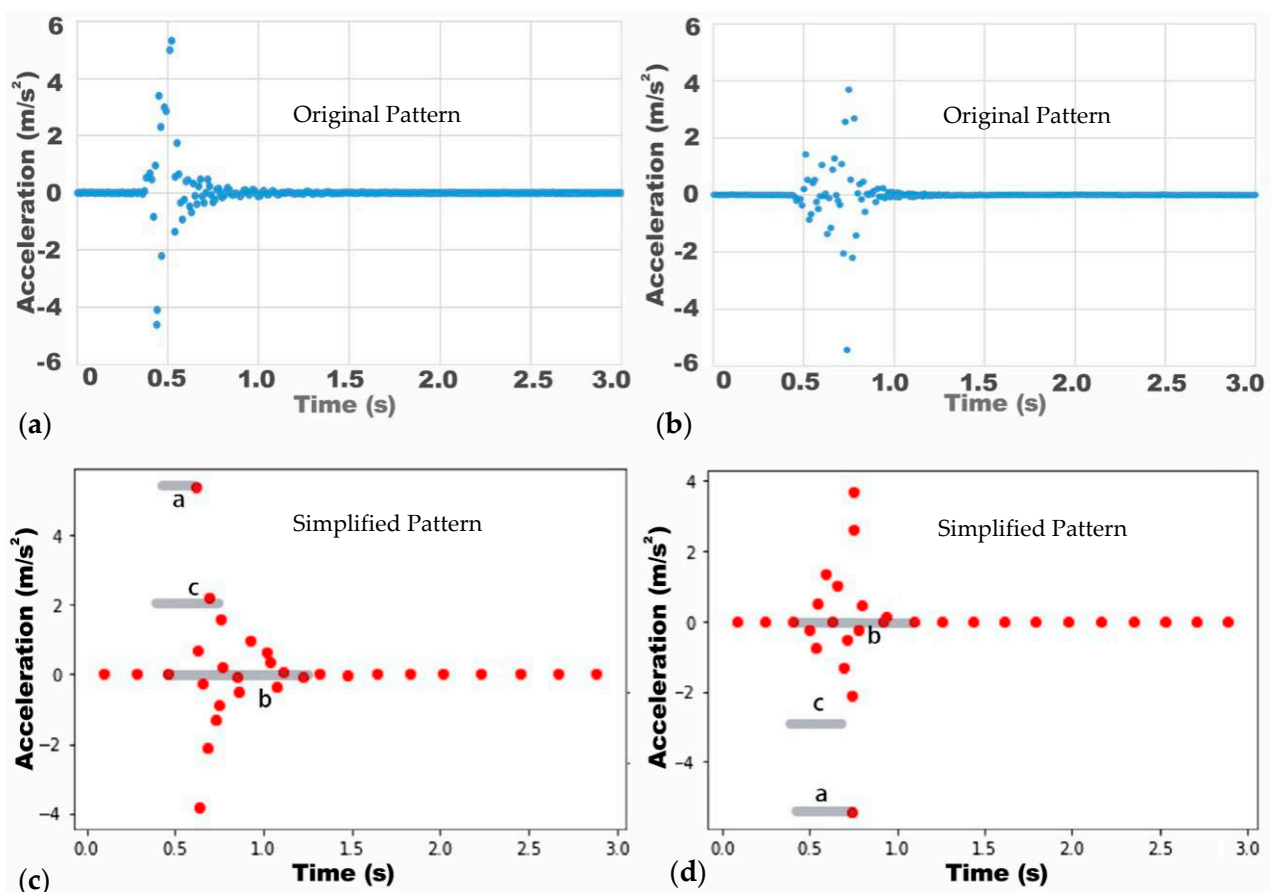 6
4
2
0
-2
-4
-6
Acceleration (m/s²)
Original Pattern
0 0.5 1.0 1.5 2.0 2.5 3.0
Time (s)
(a)
6
4
2
0
-2
-4
-6
Acceleration (m/s²)
Original Pattern
0 0.5 1.0 1.5 2.0 2.5 3.0
Time (s)
(b)
4
2
0
-2
-4
Acceleration (m/s²)
Simplified Pattern
a
c
b
0.0 0.5 1.0 1.5 2.0 2.5 3.0
Time (s)
(c)
4
2
0
-2
-4
Acceleration (m/s²)
Simplified Pattern
b
c
a
0.0 0.5 1.0 1.5 2.0 2.5 3.0
Time (s)
(d)